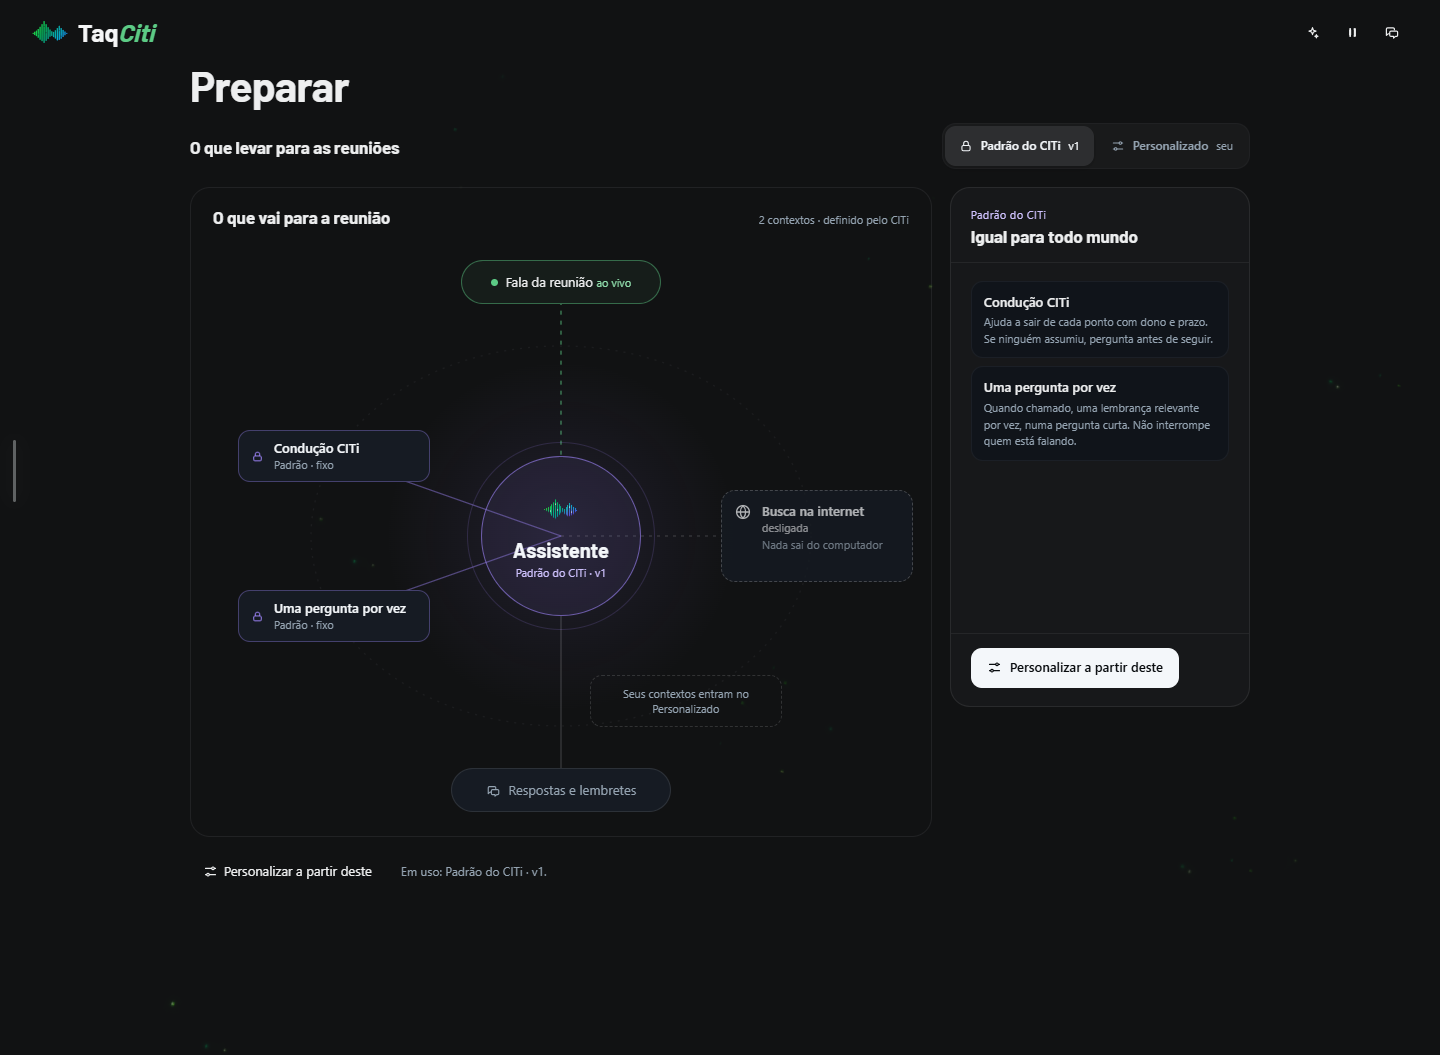 TaqCiti
Preparar
O que levar para as reuniões
Padrão do CITi v1
Personalizado seu
O que vai para a reunião
2 contextos · definido pelo CITi
Fala da reunião ao vivo
Condução CITi
Padrão · fixo
Uma pergunta por vez
Padrão · fixo
Assistente
Padrão do CITi · v1
Busca na internet
desligada
Nada sai do computador
Seus contextos entram no
Personalizado
Respostas e lembretes
Padrão do CITi
Igual para todo mundo
Condução CITi
Ajuda a sair de cada ponto com dono e prazo.
Se ninguém assumiu, pergunta antes de seguir.
Uma pergunta por vez
Quando chamado, uma lembrança relevante
por vez, numa pergunta curta. Não interrompe
quem está falando.
Personalizar a partir deste
Personalizar a partir deste
Em uso: Padrão do CITi · v1.